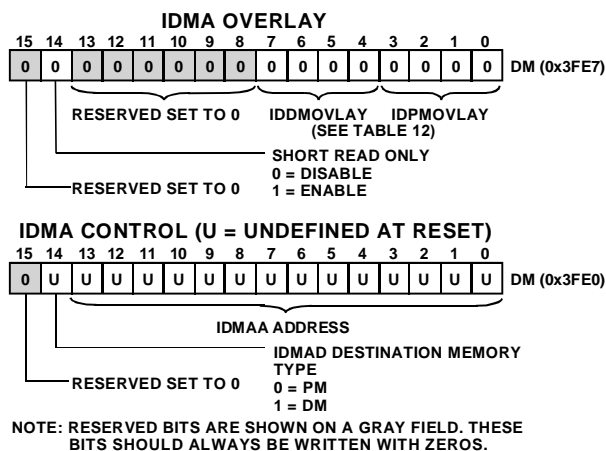 IDMA OVERLAY
15 14 13 12 11 10 9 8 7 6 5 4 3 2 1 0
0 0 0 0 0 0 0 0 0 0 0 0 0 0 0 0 DM (0x3FE7)
RESERVED SET TO 0 IDDMOVLAY IDPMOVLAY
(SEE TABLE 12)
SHORT READ ONLY
0 = DISABLE
1 = ENABLE
RESERVED SET TO 0
IDMA CONTROL (U = UNDEFINED AT RESET)
15 14 13 12 11 10 9 8 7 6 5 4 3 2 1 0
0 U U U U U U U U U U U U U U U DM (0x3FE0)
IDMAA ADDRESS
IDMAD DESTINATION MEMORY
TYPE
0 = PM
1 = DM
RESERVED SET TO 0
NOTE: RESERVED BITS ARE SHOWN ON A GRAY FIELD. THESE
BITS SHOULD ALWAYS BE WRITTEN WITH ZEROS.